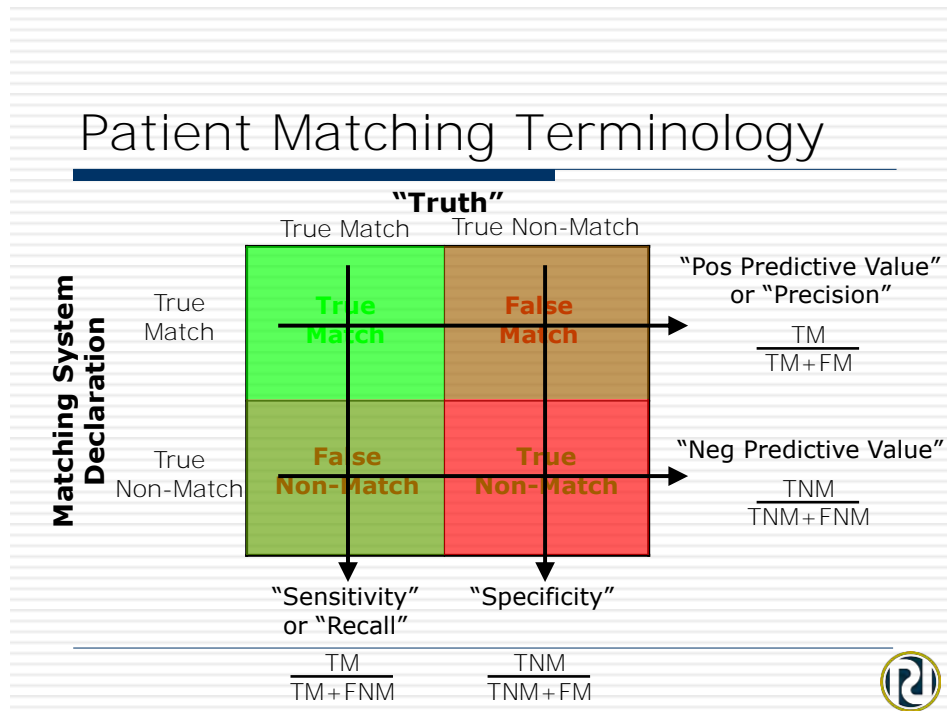 Patient Matching Terminology
“Truth”
True Match
True Non-Match
Matching System
Declaration
True
Match
True
Match
False
Match
“Pos Predictive Value”
or “Precision”
TM
TM+FM
True
Non-Match
False
Non-Match
True
Non-Match
“Neg Predictive Value”
TNM
TNM+FNM
“Sensitivity”
or “Recall”
TM
TM+FNM
“Specificity”
TNM
TNM+FM